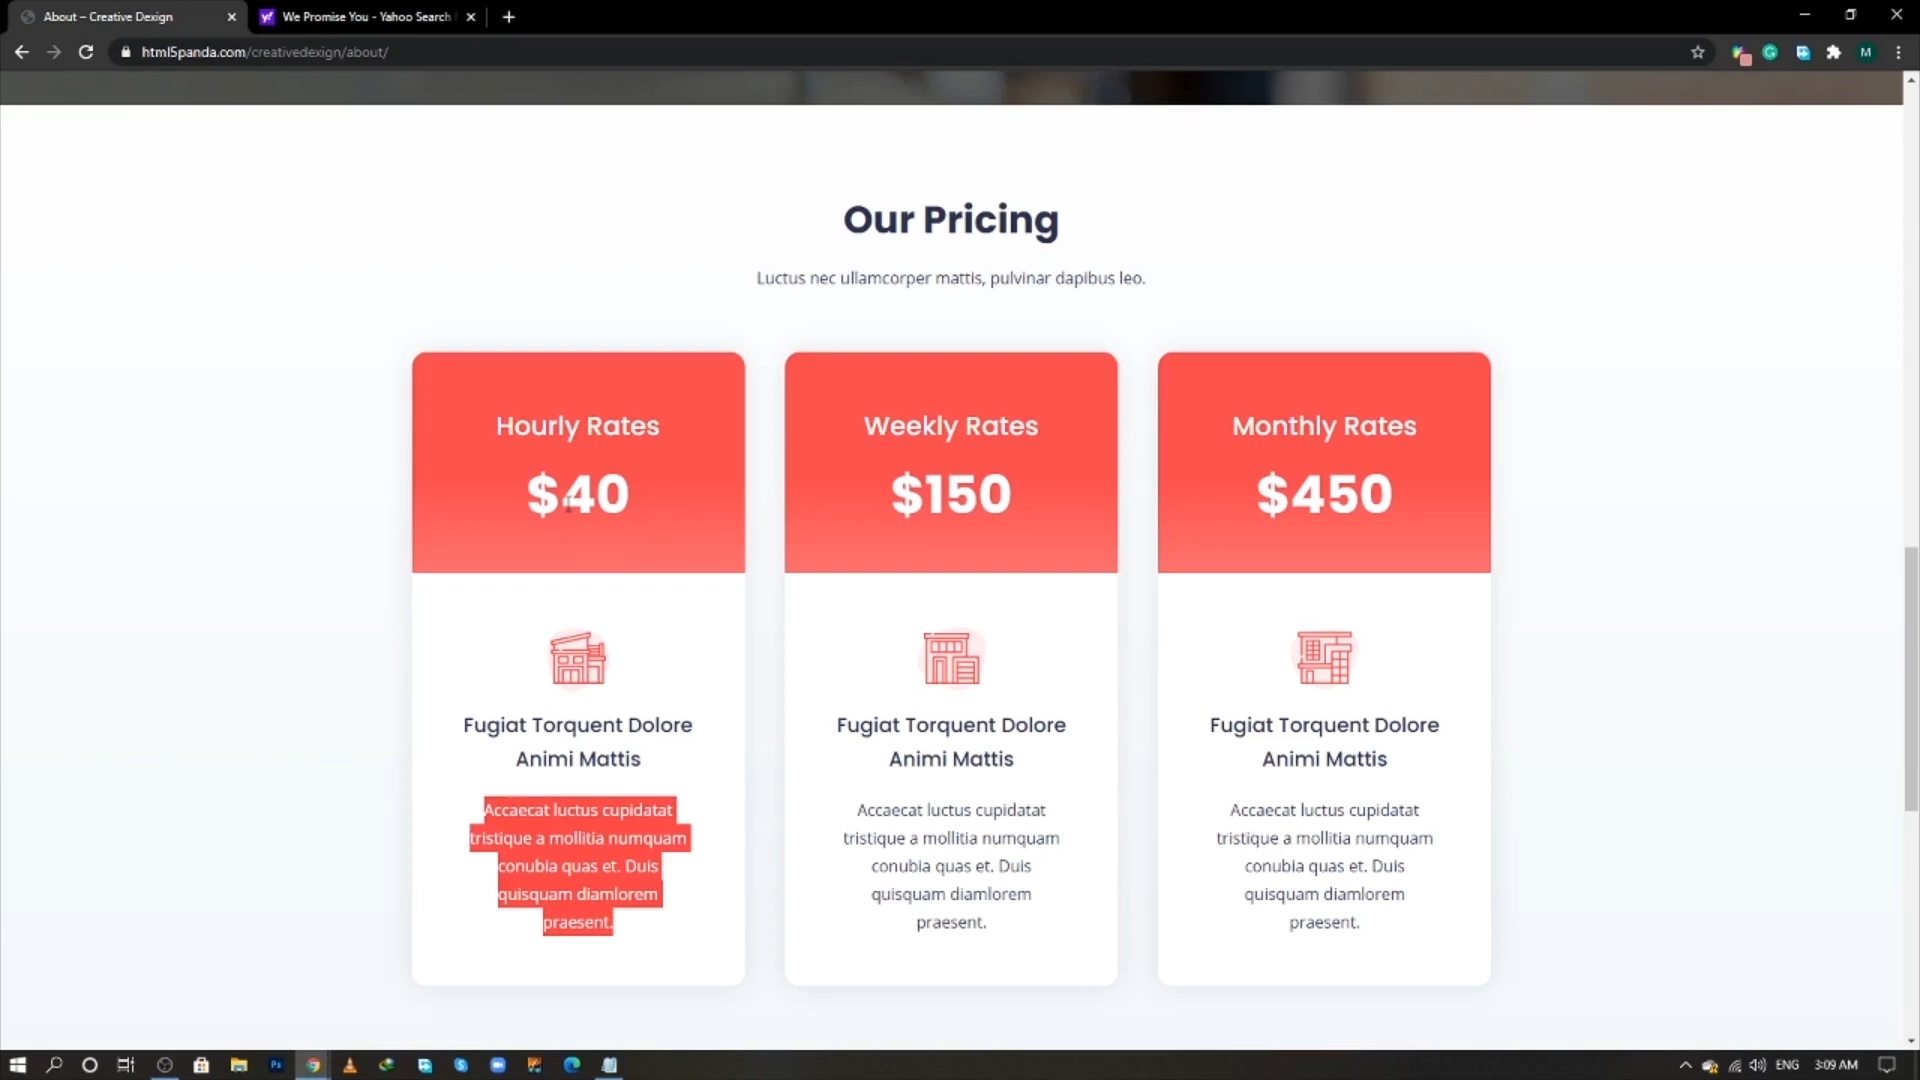 About – Creative Dexign
We Promise You - Yahoo Search
html5panda.com/creativedexign/about/
M
Our Pricing
Luctus nec ullamcorper mattis, pulvinar dapibus leo.
Hourly Rates
$40
Fugiat Torquent Dolore
Animi Mattis
Accaecat luctus cupidatat
tristique a mollitia numquam
conubia quas et. Duis
quisquam diamlorem
praesent.
Weekly Rates
$150
Fugiat Torquent Dolore
Animi Mattis
Accaecat luctus cupidatat
tristique a mollitia numquam
conubia quas et. Duis
quisquam diamlorem
praesent.
Monthly Rates
$450
Fugiat Torquent Dolore
Animi Mattis
Accaecat luctus cupidatat
tristique a mollitia numquam
conubia quas et. Duis
quisquam diamlorem
praesent.
ENG
3:09 AM